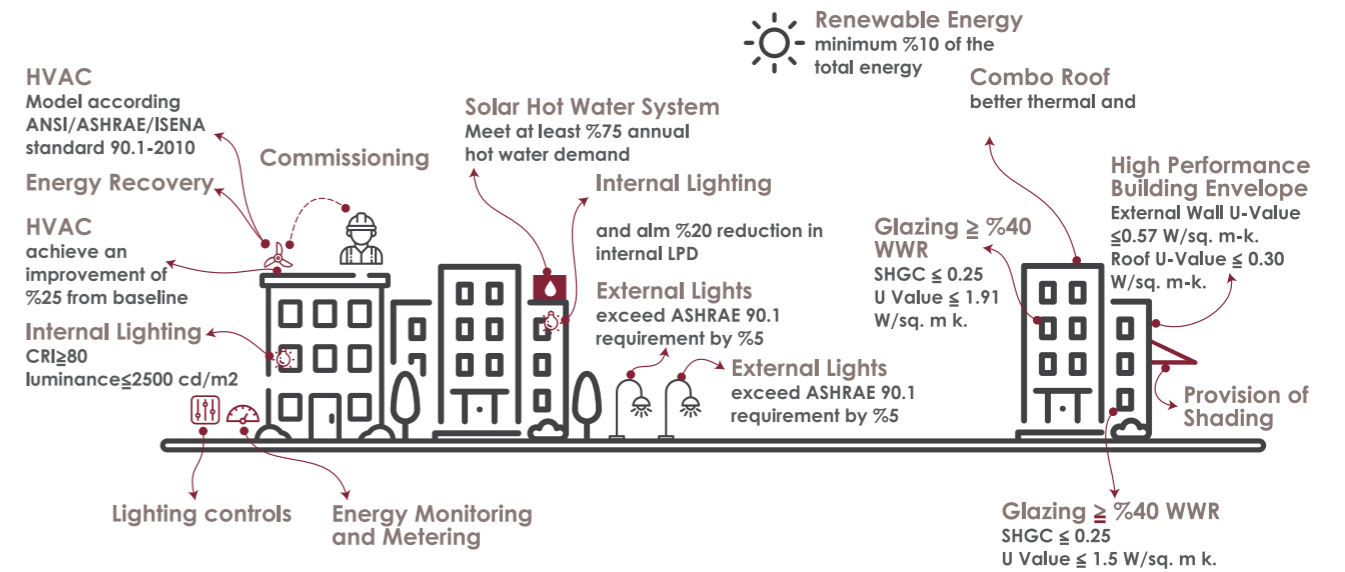 Renewable Energy
minimum %10 of the
total energy
HVAC
Model according
ANSI/ASHRAE/ISENA
standard 90.1-2010
Energy Recovery
HVAC
achieve an
improvement of
%25 from baseline
Internal Lighting
CRI≧80
luminance≦2500 cd/m2
Commissioning
Solar Hot Water System
Meet at least %75 annual
hot water demand
Internal Lighting
and alm %20 reduction in
internal LPD
External Lights
exceed ASHRAE 90.1
requirement by %5
External Lights
exceed ASHRAE 90.1
requirement by %5
Combo Roof
better thermal and
Glazing ≧ %40
WWR
SHGC ≦ 0.25
U Value ≦ 1.91
W/sq. m k.
High Performance
Building Envelope
External Wall U-Value
≦0.57 W/sq. m-k.
Roof U-Value ≦ 0.30
W/sq. m-k.
Provision of
Shading
Lighting controls
Energy Monitoring
and Metering
Glazing ≧ %40 WWR
SHGC ≦ 0.25
U Value ≦ 1.5 W/sq. m k.